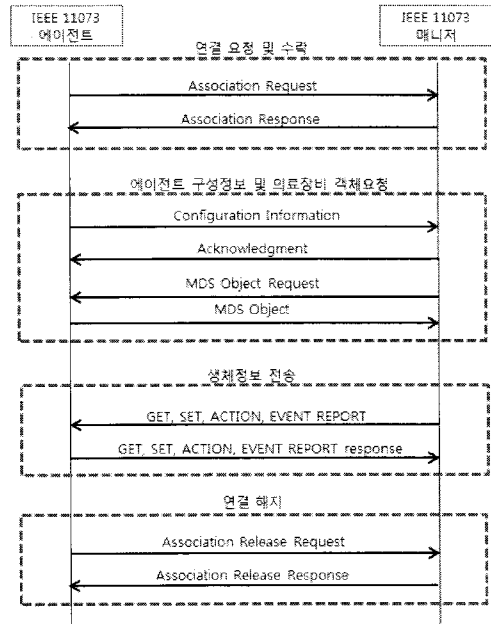 IEEE 11073
에이전트
IEEE 11073
매니저
연결 요청 및 수락
Association Request
Association Response
에이전트 구성정보 및 의료장비 객체요청
Configuration Information
Acknowledgment
MDS Object Request
MDS Object
생체정보 전송
GET, SET, ACTION, EVENT REPORT
GET, SET, ACTION, EVENT REPORT response
연결 해지
Association Release Request
Association Release Response